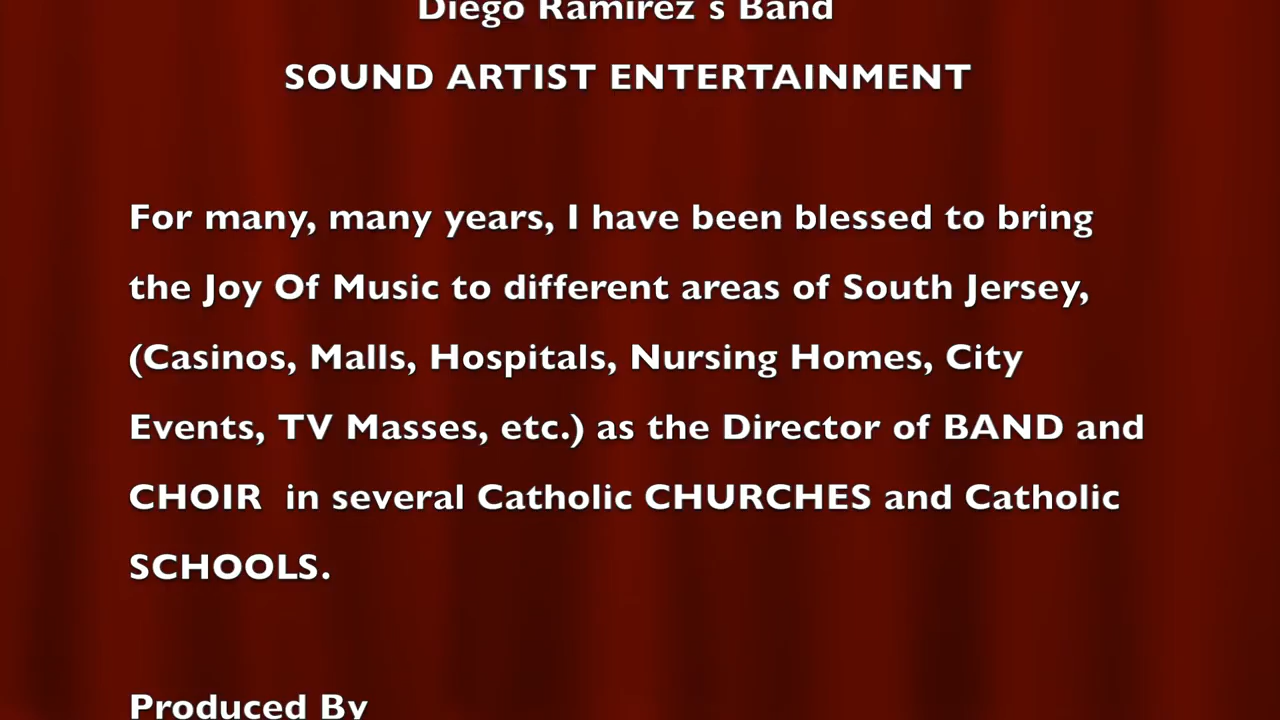 Diego Ramirez's Band
SOUND ARTIST ENTERTAINMENT
For many, many years, I have been blessed to bring
the Joy Of Music to different areas of South Jersey,
(Casinos, Malls, Hospitals, Nursing Homes, City
Events, TV Masses, etc.) as the Director of BAND and
CHOIR  in several Catholic CHURCHES and Catholic
SCHOOLS.
Produced By